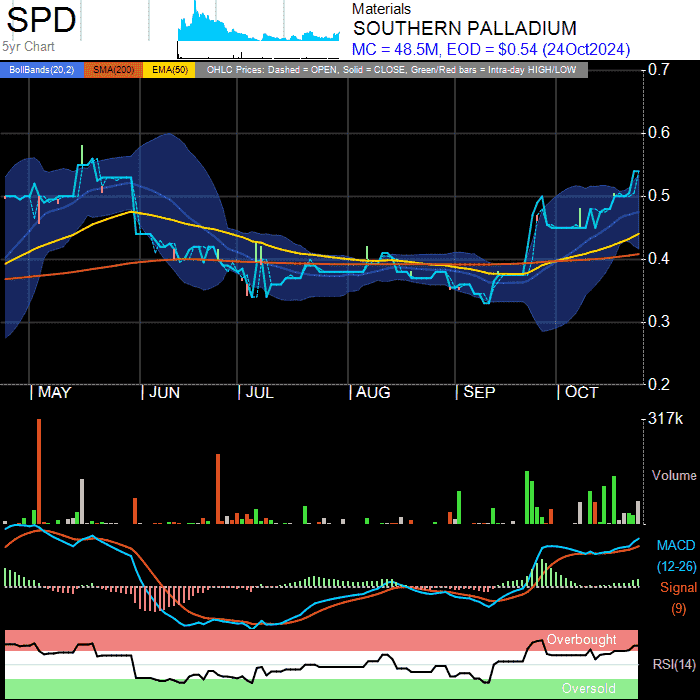 SPD
5yr Chart
Materials
SOUTHERN PALLADIUM
MC = 48.5M, EOD = $0.54 (24Oct2024)
BollBands(20,2) SMA(200) EMA(50) OHLC Prices: Dashed = OPEN, Solid = CLOSE, Green/Red bars = Intra-day HIGH/LOW
0.7
0.6
0.5
0.4
0.3
0.2
MAY JUN JUL AUG SEP OCT
317k
Volume
MACD
(12-26)
Signal
(9)
Overbought
RSI(14)
Oversold